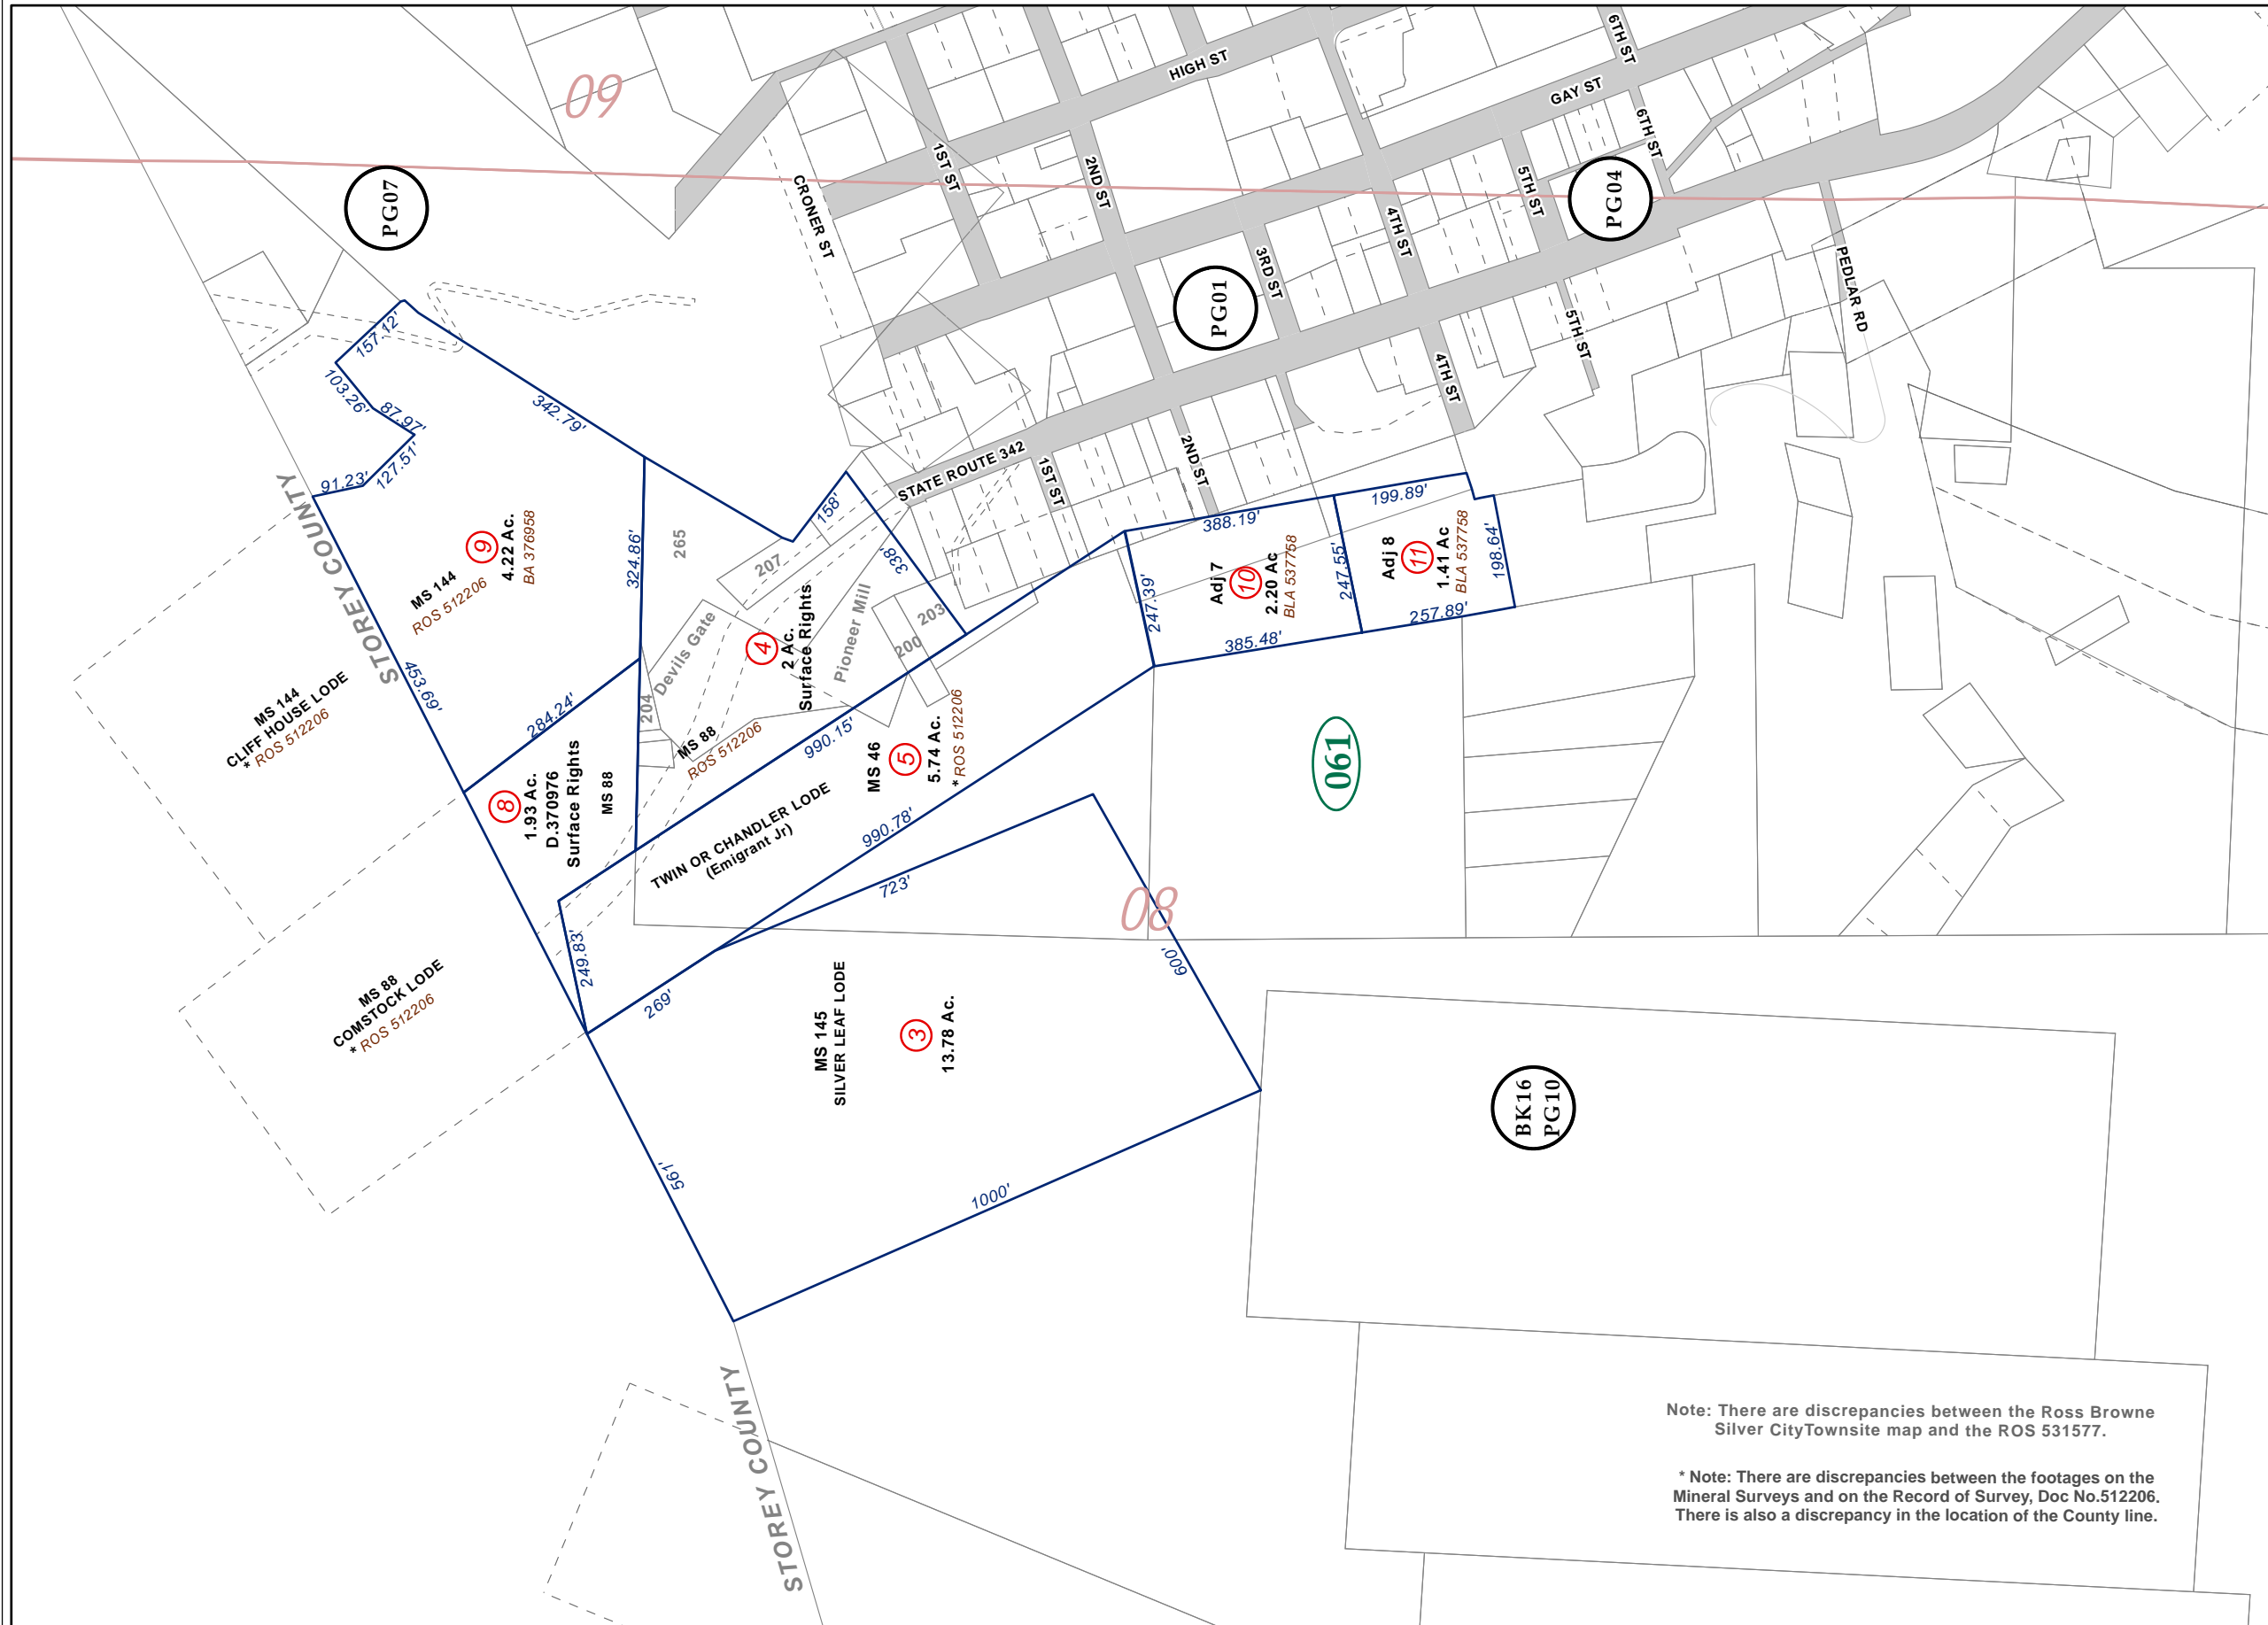 09
HIGH ST
6TH ST
GAY ST
6TH ST
PG07
CRONER ST
1ST ST
2ND ST
5TH ST
PG04
4TH ST
3RD ST
PG01
PEDLAR RD
5TH ST
4TH ST
157.12'
103.26'
87.97'
342.79'
127.51'
91.23'
STOREY COUNTY
STATE ROUTE 342
1ST ST
2ND ST
158'
338'
388.19'
199.89'
MS 144
ROS 512206
9
4.22 Ac.
BA 376958
324.86'
265
207
Devils Gate
204
4
2 Ac.
Surface Rights
Pioneer Mill
203
200
247.39'
Adj 7
10
2.20 Ac
BLA 537758
247.55'
Adj 8
11
1.41 Ac
BLA 537758
198.64'
385.48'
257.89'
453.69'
MS 144
CLIFF HOUSE LODE
* ROS 512206
284.24'
8
1.93 Ac.
D.370976
Surface Rights
MS 88
MS 88
ROS 512206
990.15'
MS 46
5
5.74 Ac.
* ROS 512206
TWIN OR CHANDLER LODE
(Emigrant Jr)
990.78'
723'
061
08
600'
249.83'
269'
MS 88
COMSTOCK LODE
* ROS 512206
MS 145
SILVER LEAF LODE
3
13.78 Ac.
561'
1000'
BK16
PG10
STOREY COUNTY
Note: There are discrepancies between the Ross Browne
Silver CityTownsite map and the ROS 531577.
* Note: There are discrepancies between the footages on the
Mineral Surveys and on the Record of Survey, Doc No.512206.
There is also a discrepancy in the location of the County line.